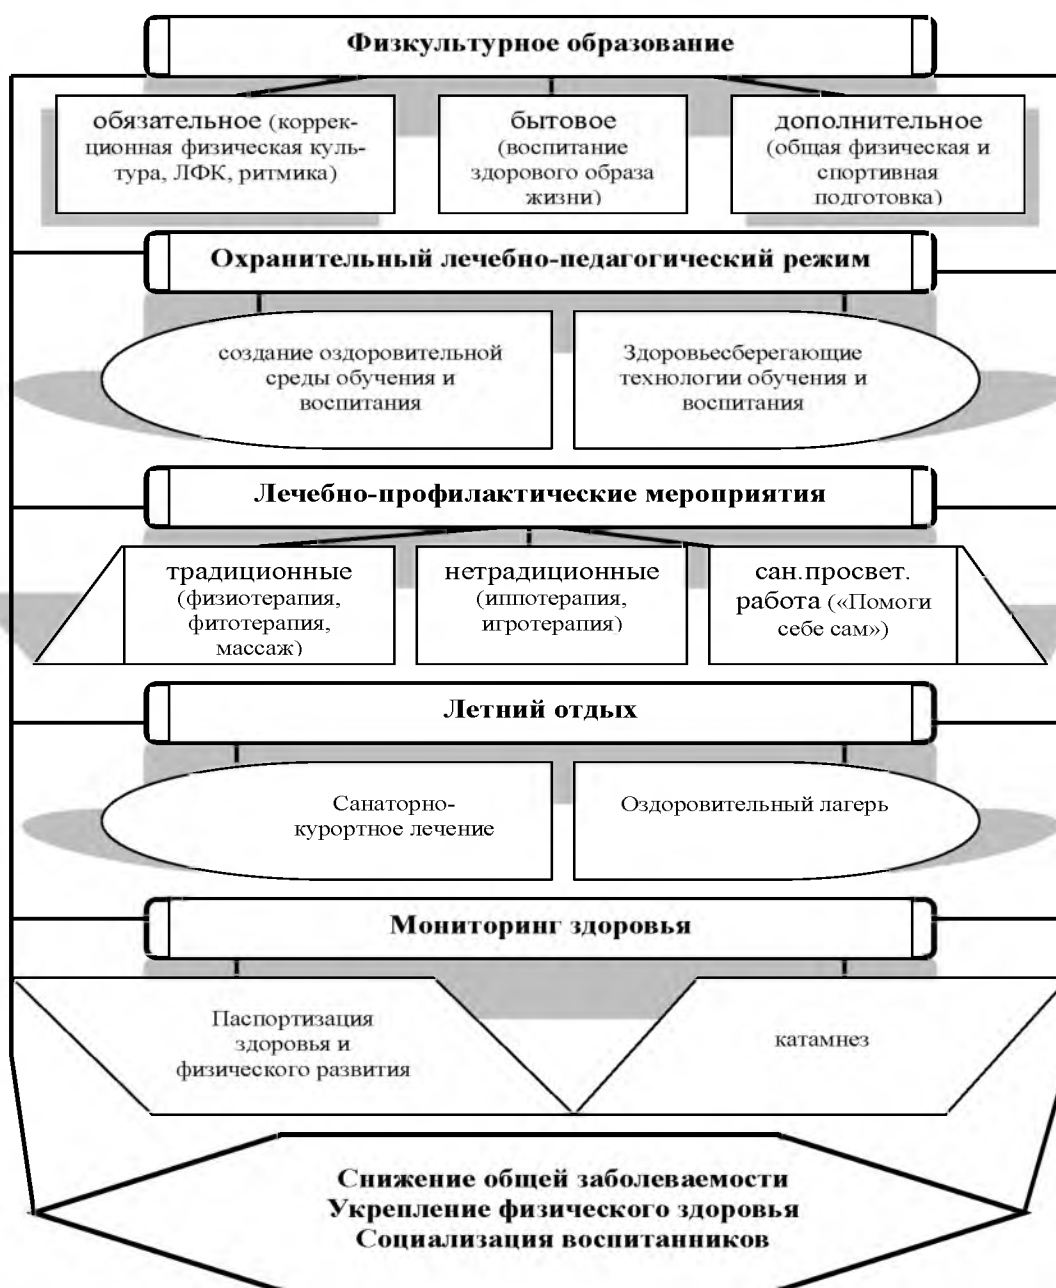 Физкультурное образование
обязательное (коррек-
ционная физическая куль-
тура, ЛФК, ритмика)
бытовое
(воспитание
здорового образа
жизни)
дополнительное
(общая физическая и
спортивная
подготовка)
Охранительный лечебно-педагогический режим
создание оздоровительной
среды обучения и
воспитания
Здоровьесберегающие
технологии обучения и
воспитания
Лечебно-профилактические мероприятия
традиционные
(физиотерапия,
фитотерапия,
массаж)
нетрадиционные
(иппотерапия,
игротерапия)
сан.просвет.
работа («Помоги
себе сам»)
Летний отдых
Санаторно-
курортное лечение
Оздоровительный лагерь
Мониторинг здоровья
Паспортизация
здоровья и
физического развития
катамнез
Снижение общей заболеваемости
Укрепление физического здоровья
Социализация воспитанников